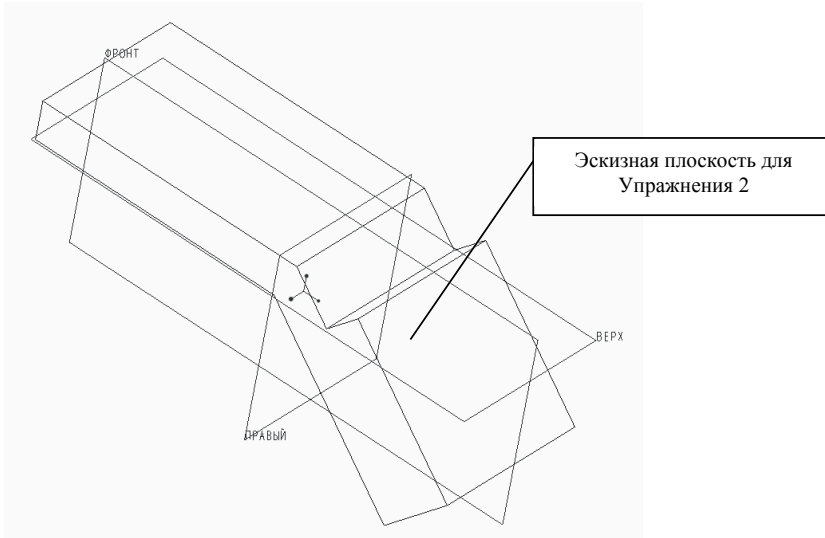 ФРОНТ
Эскизная плоскость для
Упражнения 2
ВЕРХ
ПРАВЫЙ